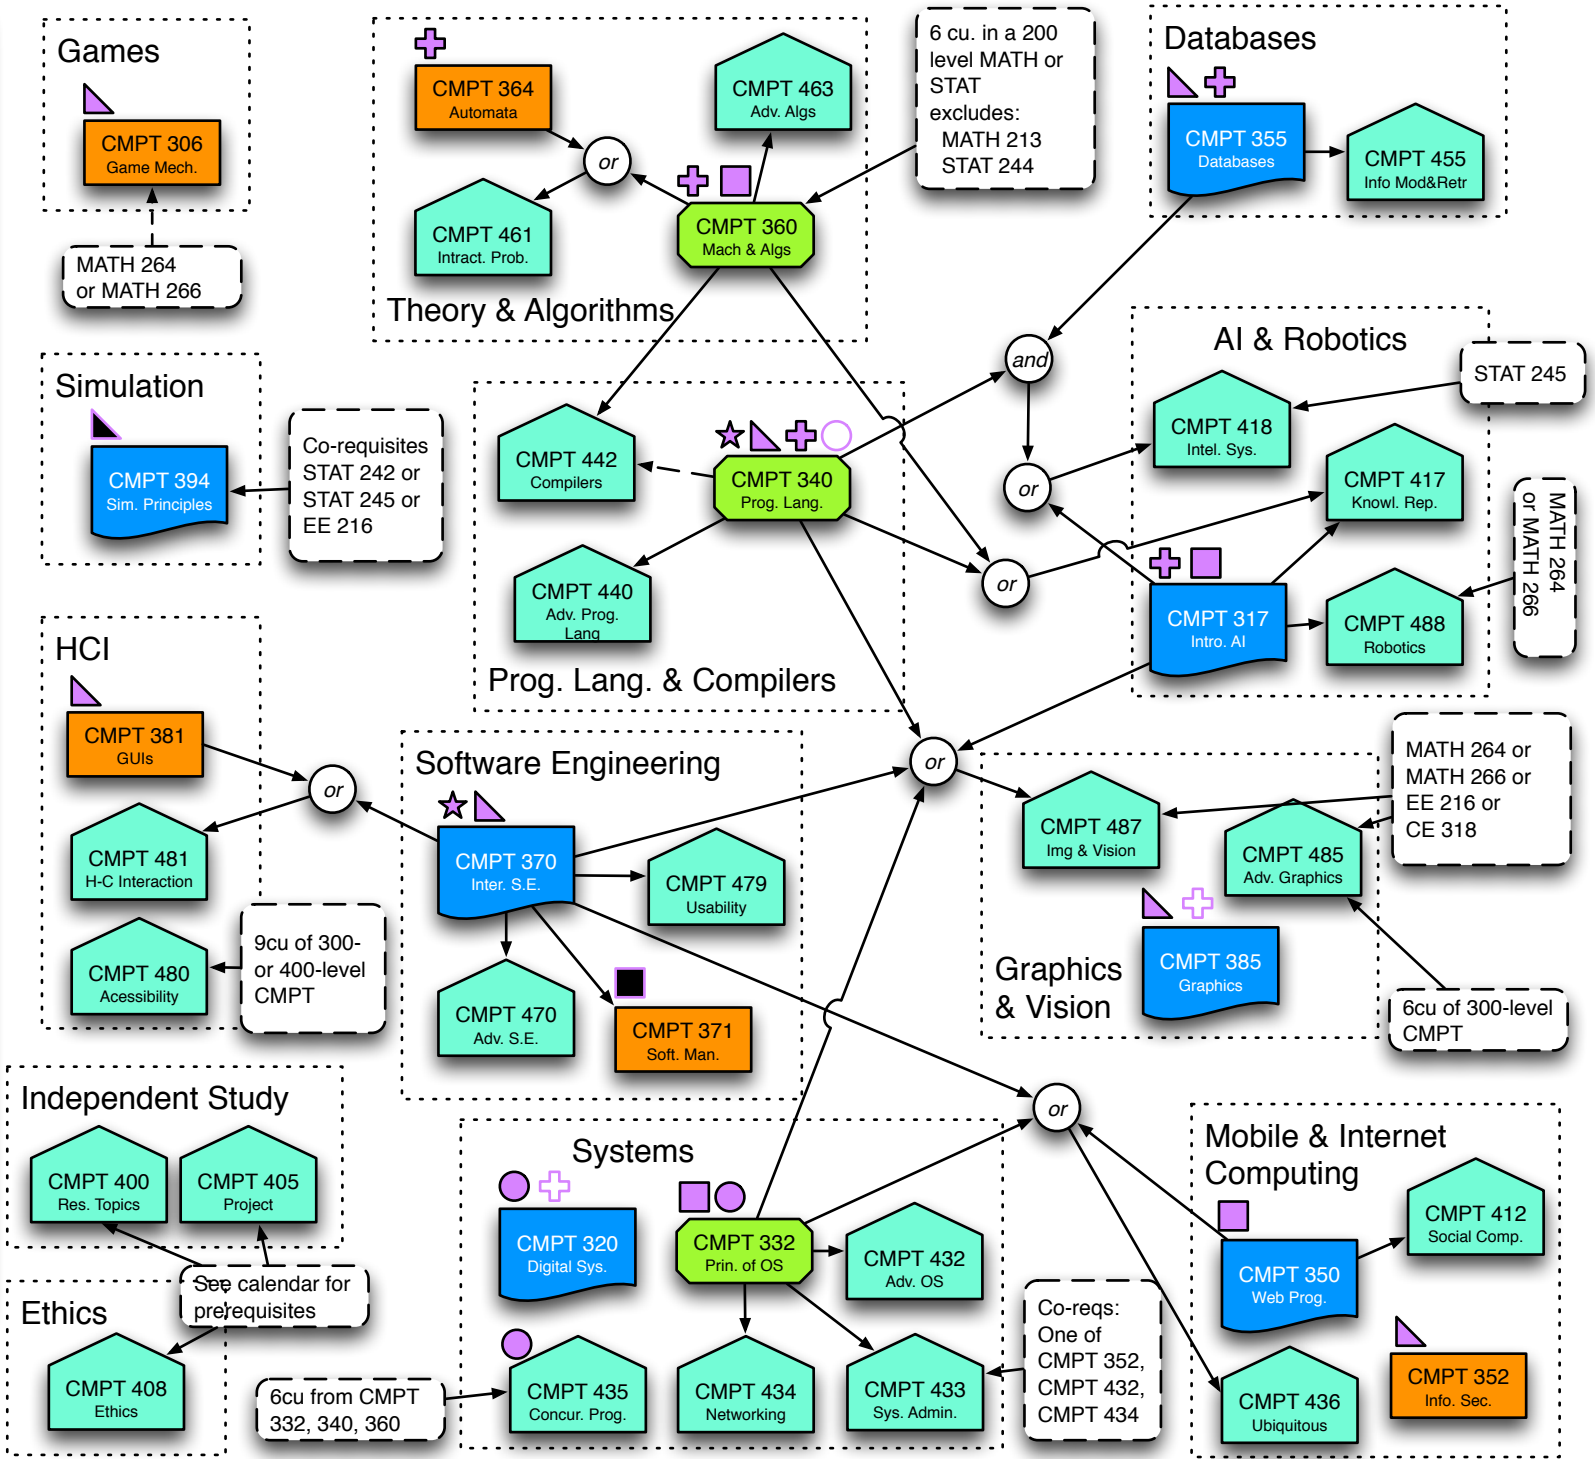 Games
CMPT 306
Game Mech.
MATH 264
or MATH 266
CMPT 364
Automata
CMPT 463
Adv. Algs
or
CMPT 461
Intract. Prob.
CMPT 360
Mach & Algs
Theory & Algorithms
6 cu. in a 200
level MATH or
STAT
excludes:
MATH 213
STAT 244
Databases
CMPT 355
Databases
CMPT 455
Info Mod&Retr
Simulation
CMPT 394
Sim. Principles
Co-requisites
STAT 242 or
STAT 245 or
EE 216
CMPT 442
Compilers
CMPT 340
Prog. Lang.
CMPT 440
Adv. Prog.
Lang
Prog. Lang. & Compilers
and
or
or
AI & Robotics
STAT 245
CMPT 418
Intel. Sys.
CMPT 417
Knowl. Rep.
CMPT 317
Intro. AI
CMPT 488
Robotics
MATH 264
or MATH 266
HCI
CMPT 381
GUIs
or
CMPT 481
H-C Interaction
CMPT 480
Acessibility
9cu of 300-
or 400-level
CMPT
Software Engineering
CMPT 370
Inter. S.E.
CMPT 479
Usability
CMPT 470
Adv. S.E.
CMPT 371
Soft. Man.
or
CMPT 487
Img & Vision
CMPT 485
Adv. Graphics
CMPT 385
Graphics
Graphics
& Vision
MATH 264 or
MATH 266 or
EE 216 or
CE 318
6cu of 300-level
CMPT
Independent Study
CMPT 400
Res. Topics
CMPT 405
Project
See calendar for
prerequisites
Ethics
CMPT 408
Ethics
Systems
CMPT 320
Digital Sys.
CMPT 332
Prin. of OS
CMPT 432
Adv. OS
6cu from CMPT
332, 340, 360
CMPT 435
Concur. Prog.
CMPT 434
Networking
CMPT 433
Sys. Admin.
Co-reqs:
One of
CMPT 352,
CMPT 432,
CMPT 434
or
Mobile & Internet
Computing
CMPT 412
Social Comp.
CMPT 350
Web Prog.
CMPT 352
Info. Sec.
CMPT 436
Ubiquitous